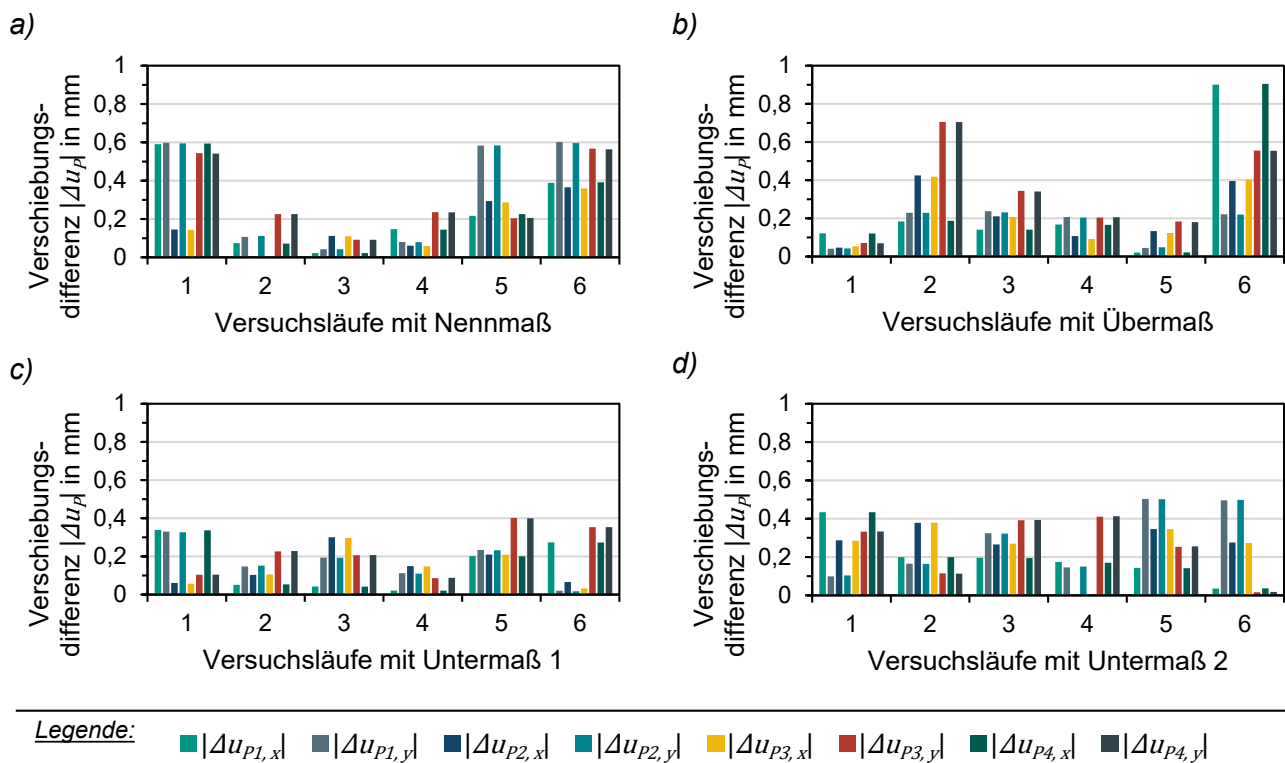 a)
1
0,8
0,6
0,4
0,2
0
Verschiebungs-
differenz |Δu_P| in mm
1 2 3 4 5 6
Versuchsläufe mit Nennmaß
b)
1
0,8
0,6
0,4
0,2
0
Verschiebungs-
differenz |Δu_P| in mm
1 2 3 4 5 6
Versuchsläufe mit Übermaß
c)
1
0,8
0,6
0,4
0,2
0
Verschiebungs-
differenz |Δu_P| in mm
1 2 3 4 5 6
Versuchsläufe mit Untermaß 1
d)
1
0,8
0,6
0,4
0,2
0
Verschiebungs-
differenz |Δu_P| in mm
1 2 3 4 5 6
Versuchsläufe mit Untermaß 2
Legende: |Δu_P1,x| |Δu_P1,y| |Δu_P2,x| |Δu_P2,y| |Δu_P3,x| |Δu_P3,y| |Δu_P4,x| |Δu_P4,y|